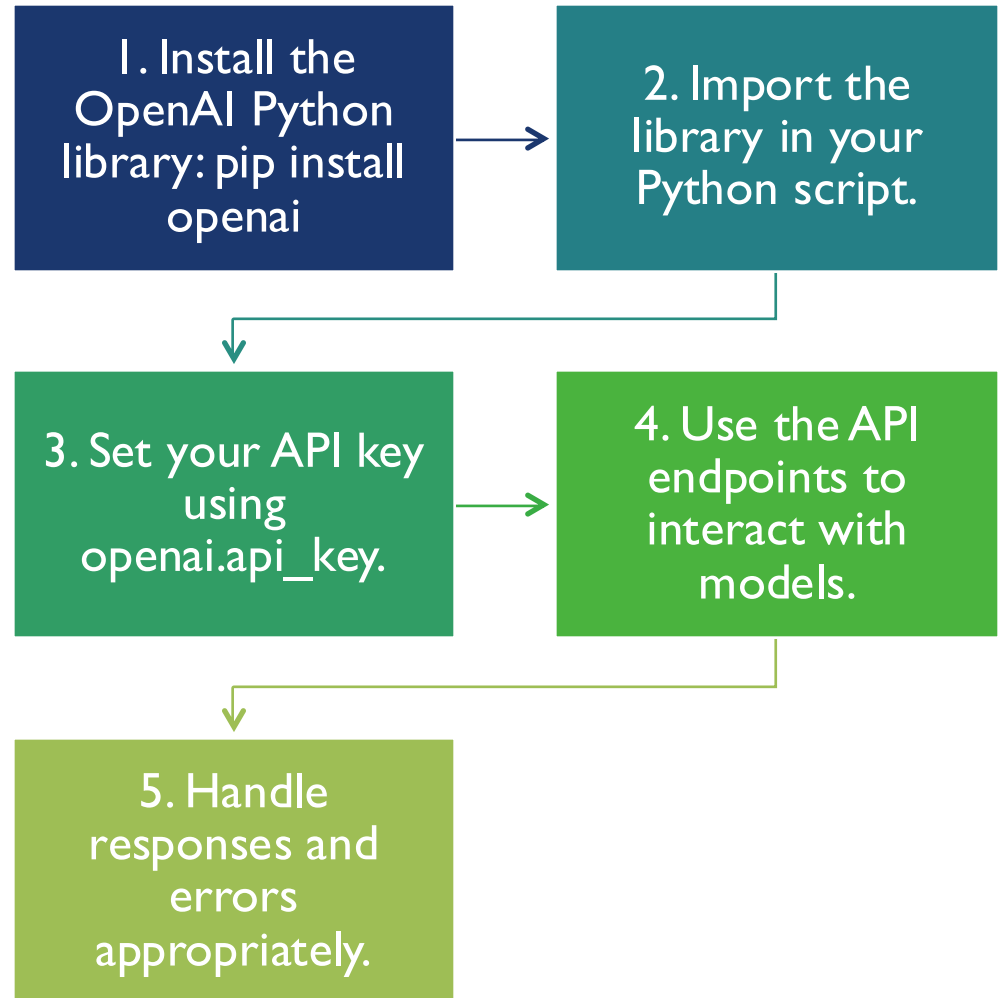 1. Install the
OpenAI Python
library: pip install
openai
2. Import the
library in your
Python script.
3. Set your API key
using
openai.api_key.
4. Use the API
endpoints to
interact with
models.
5. Handle
responses and
errors
appropriately.